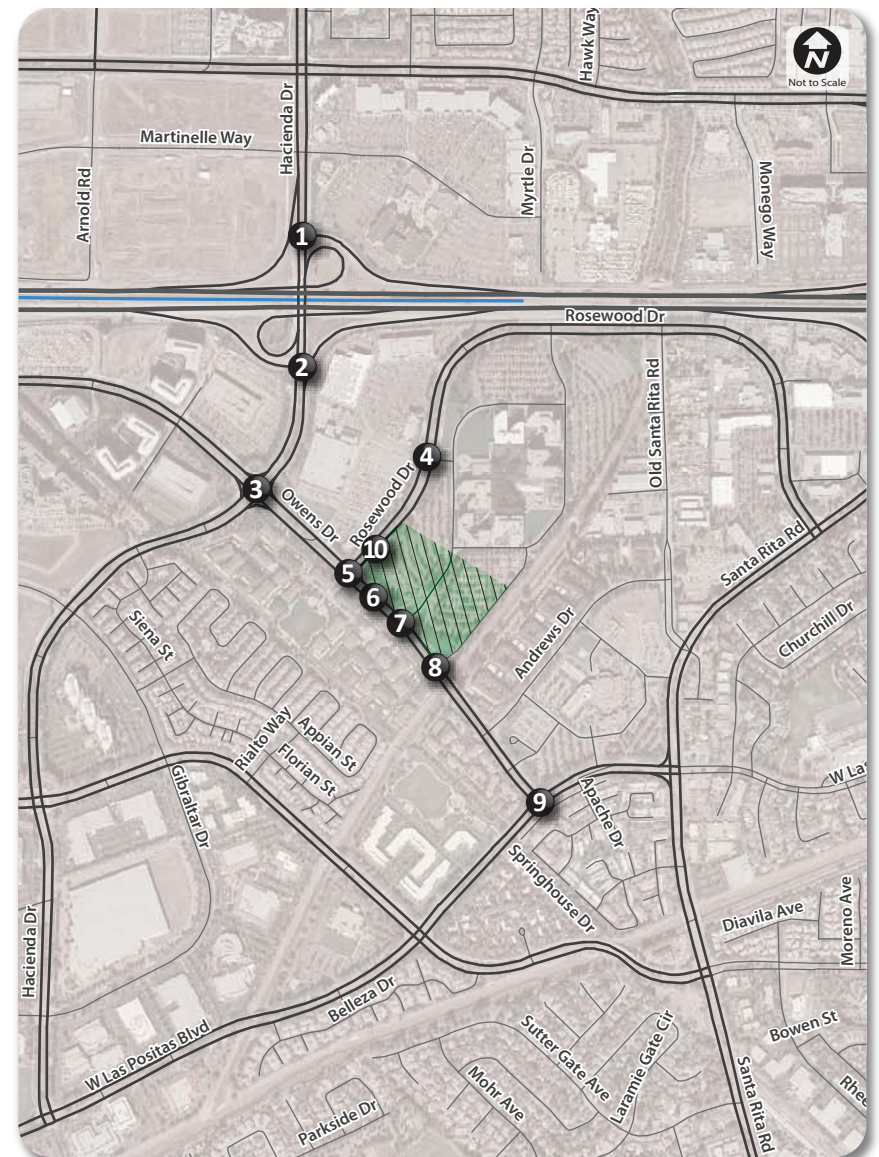 Hawk Way
N
Not to Scale
Hacienda Dr
Martinelle Way
Myrtle Dr
Arnold Rd
Monego Way
1
Rosewood Dr
2
Old Santa Rita Rd
4
3
Owens Dr
Rosewood Dr
Santa Rita Rd
10
5
6
7
Churchill Dr
Siena St
Andrews Dr
8
Rialto Way
Appian St
Florian St
Gibraltar Dr
W Las
9
Apache Dr
Springhouse Dr
Hacienda Dr
Diavila Ave
Moreno Ave
Belleza Dr
W Las Positas Blvd
Bowen St
Sutter Gate Ave
Laramie Gate Cir
Mohr Ave
Santa Rita Rd
Rhee
Parkside Dr